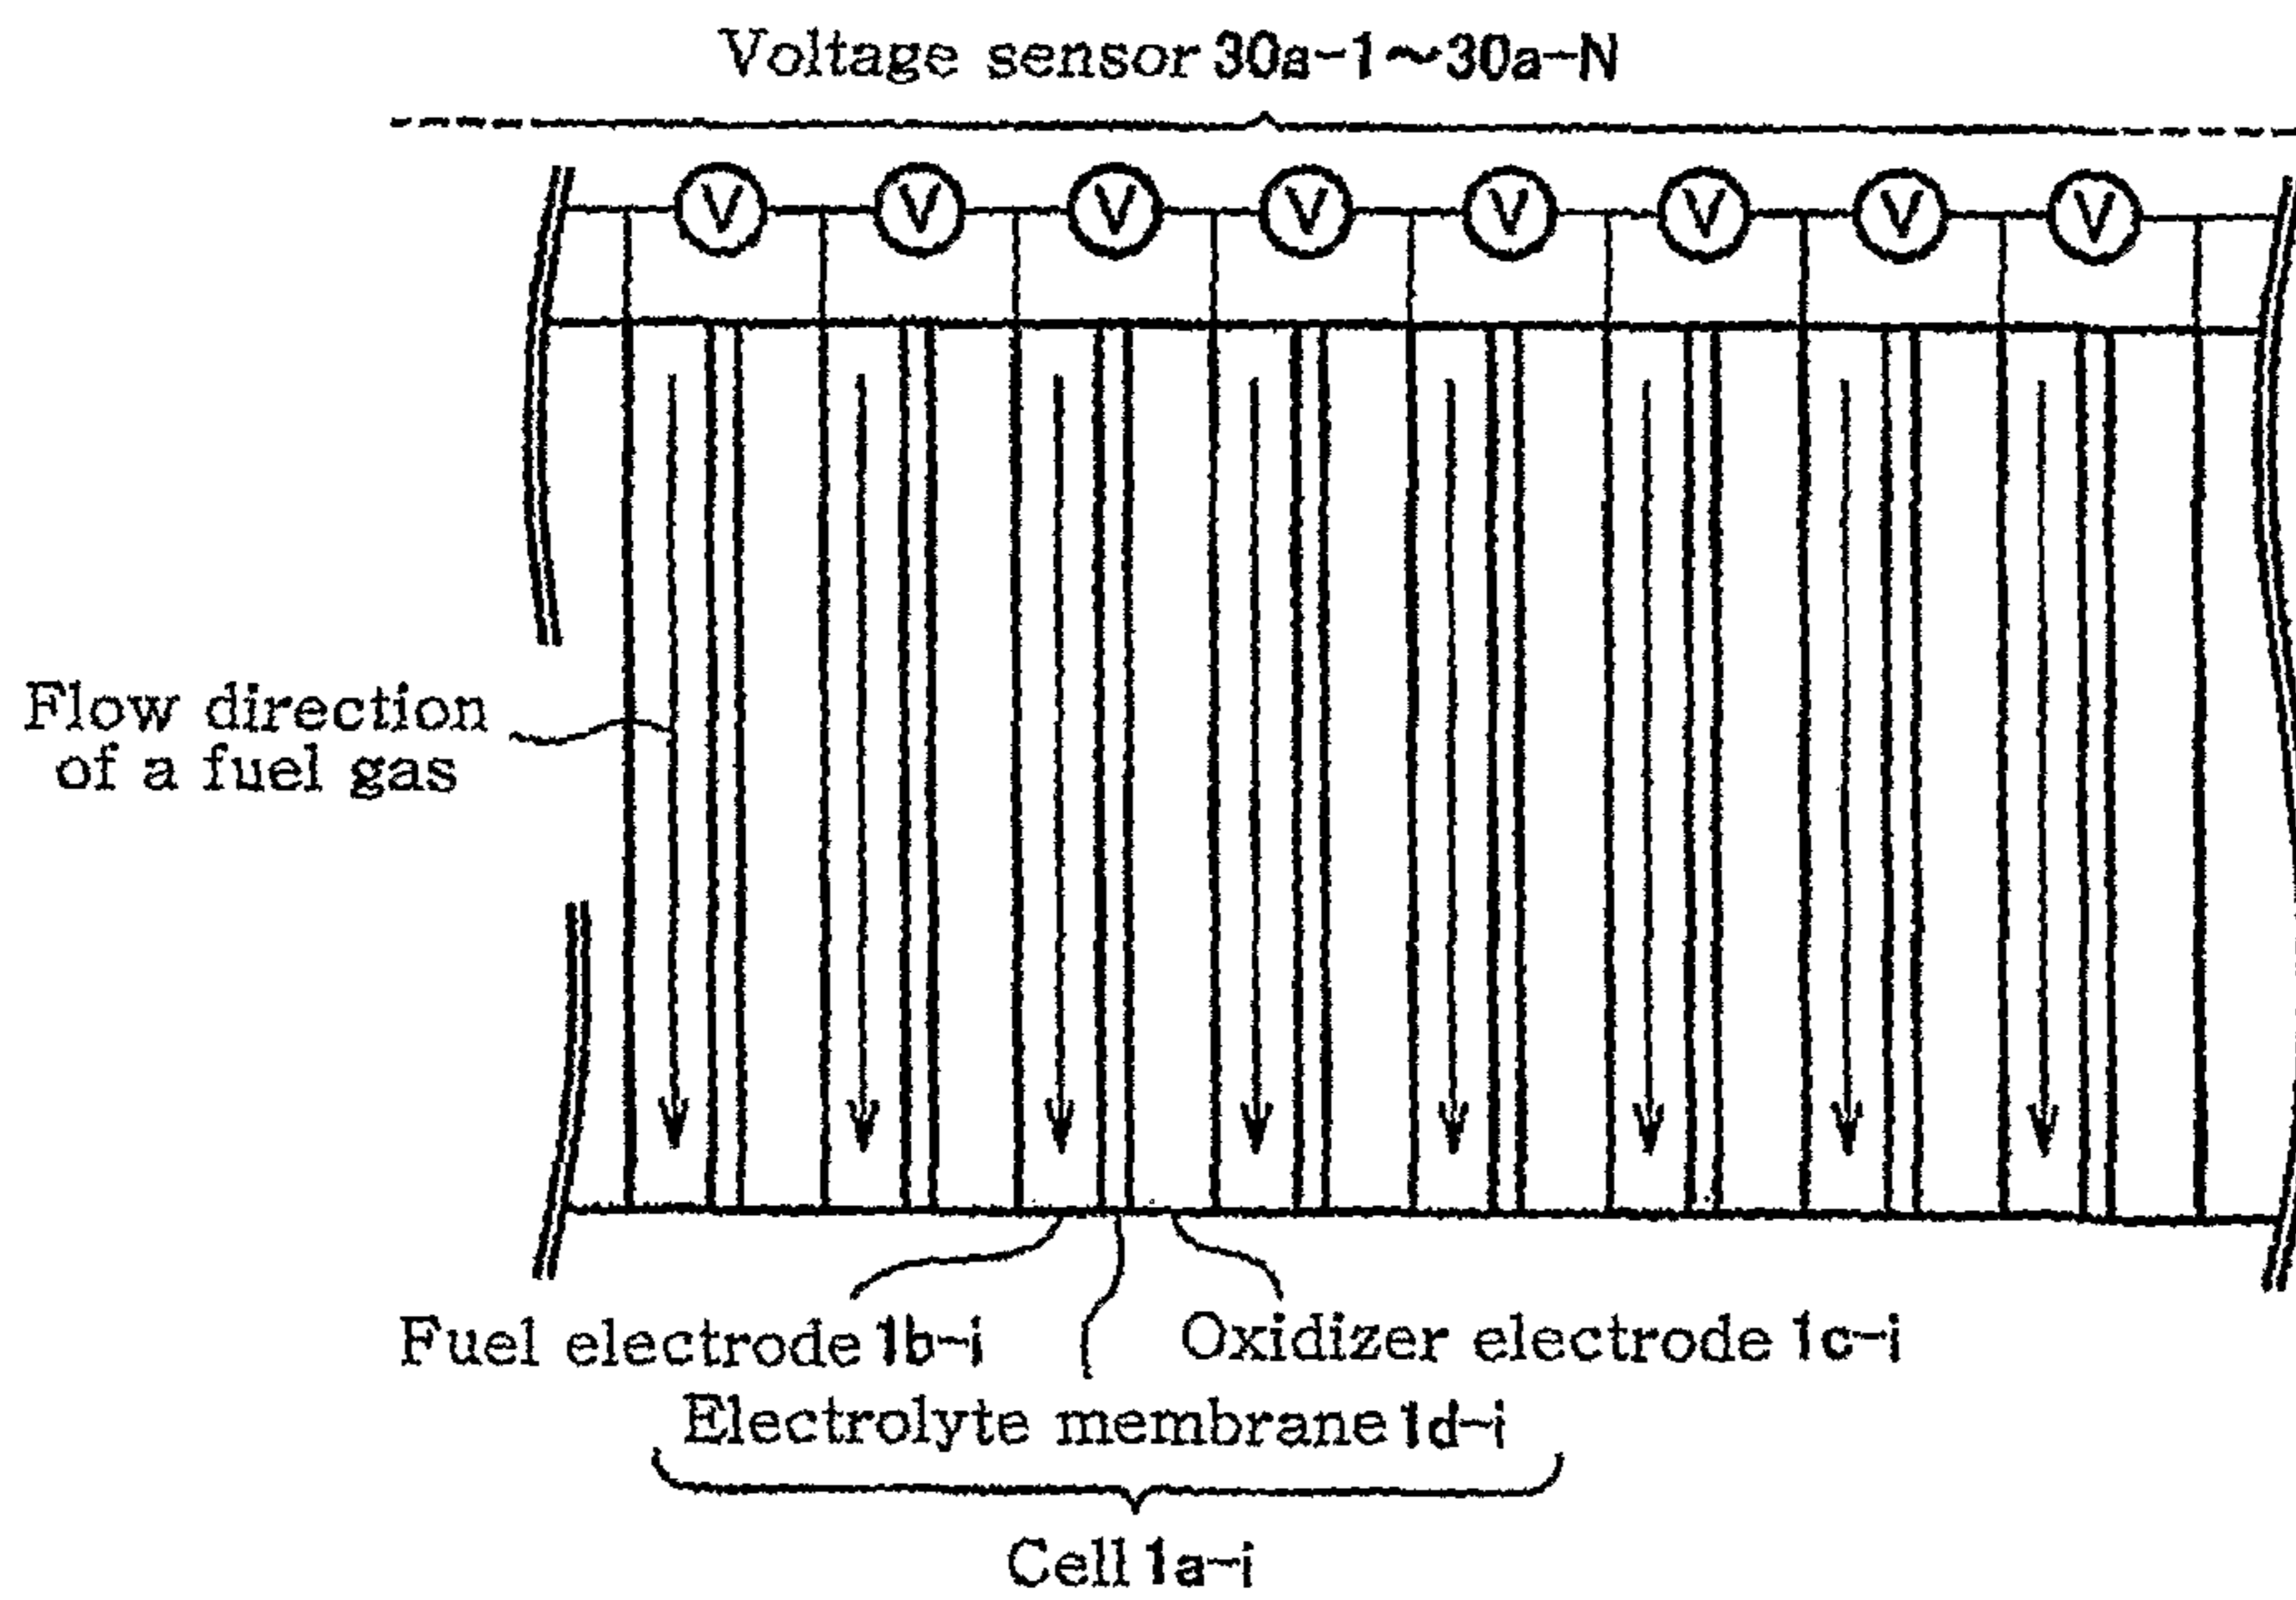 Voltage sensor 30a-1~30a-N
V V V V V V V V
Flow direction
of a fuel gas
Fuel electrode 1b-i
Oxidizer electrode 1c-i
Electrolyte membrane 1d-i
Cell 1a-i